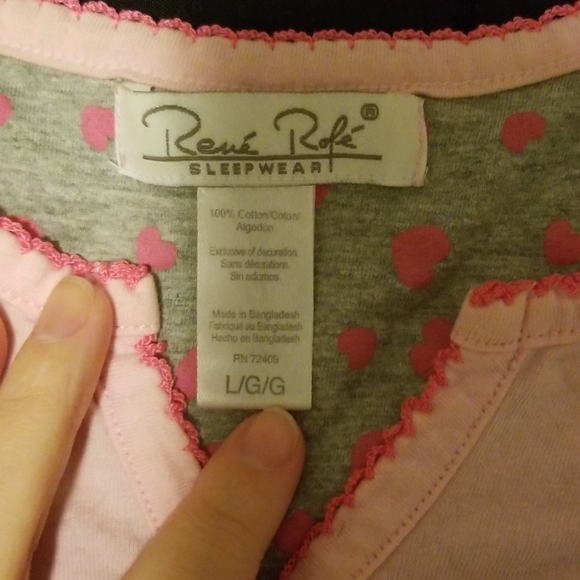 René Rofé ®
SLEEPWEAR
100% Cotton/Coton/
Algodon
Exclusive of decoration
Sans décorations.
Sin adornos.
Made in Bangladesh
Fabriqué au Bangladesh
Hecho en Bangladesh
RN 72409
L/G/G